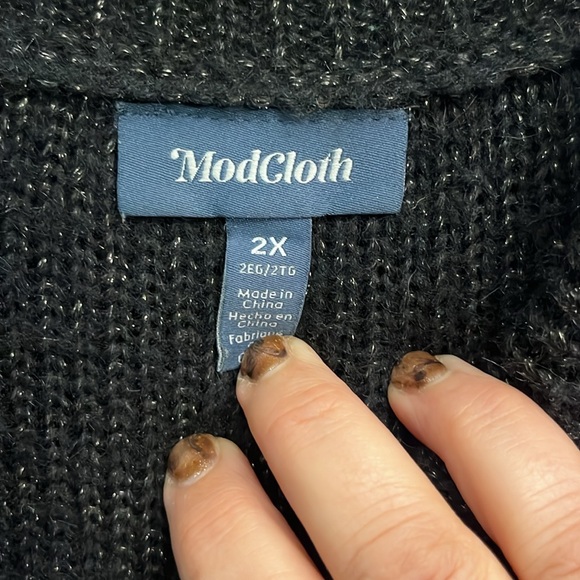 ModCloth
2X
2EG/2TG
Made in
China
Hecho en
China